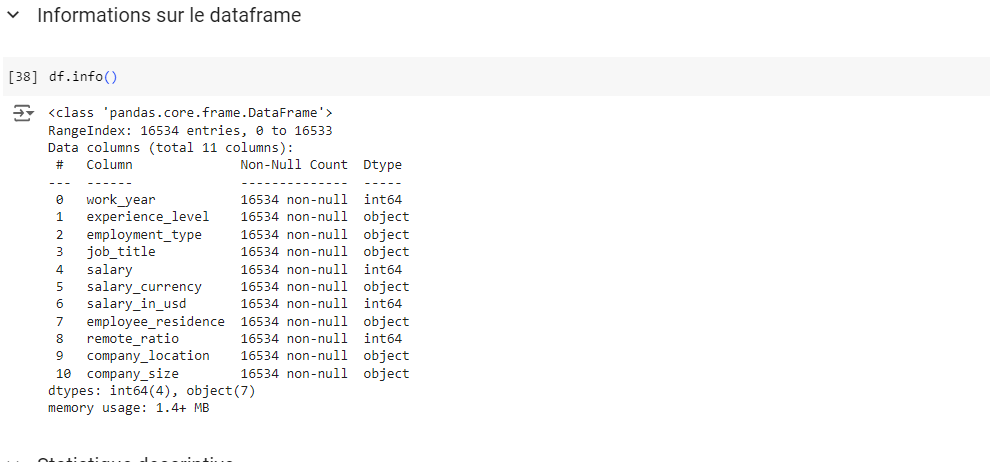 Informations sur le dataframe
[38] df.info()
<class 'pandas.core.frame.DataFrame'>
RangeIndex: 16534 entries, 0 to 16533
Data columns (total 11 columns):
 #   Column              Non-Null Count  Dtype
---  ------              --------------  -----
 0   work_year           16534 non-null  int64
 1   experience_level    16534 non-null  object
 2   employment_type     16534 non-null  object
 3   job_title           16534 non-null  object
 4   salary              16534 non-null  int64
 5   salary_currency     16534 non-null  object
 6   salary_in_usd       16534 non-null  int64
 7   employee_residence  16534 non-null  object
 8   remote_ratio        16534 non-null  int64
 9   company_location    16534 non-null  object
 10  company_size        16534 non-null  object
dtypes: int64(4), object(7)
memory usage: 1.4+ MB
Statistique descriptive